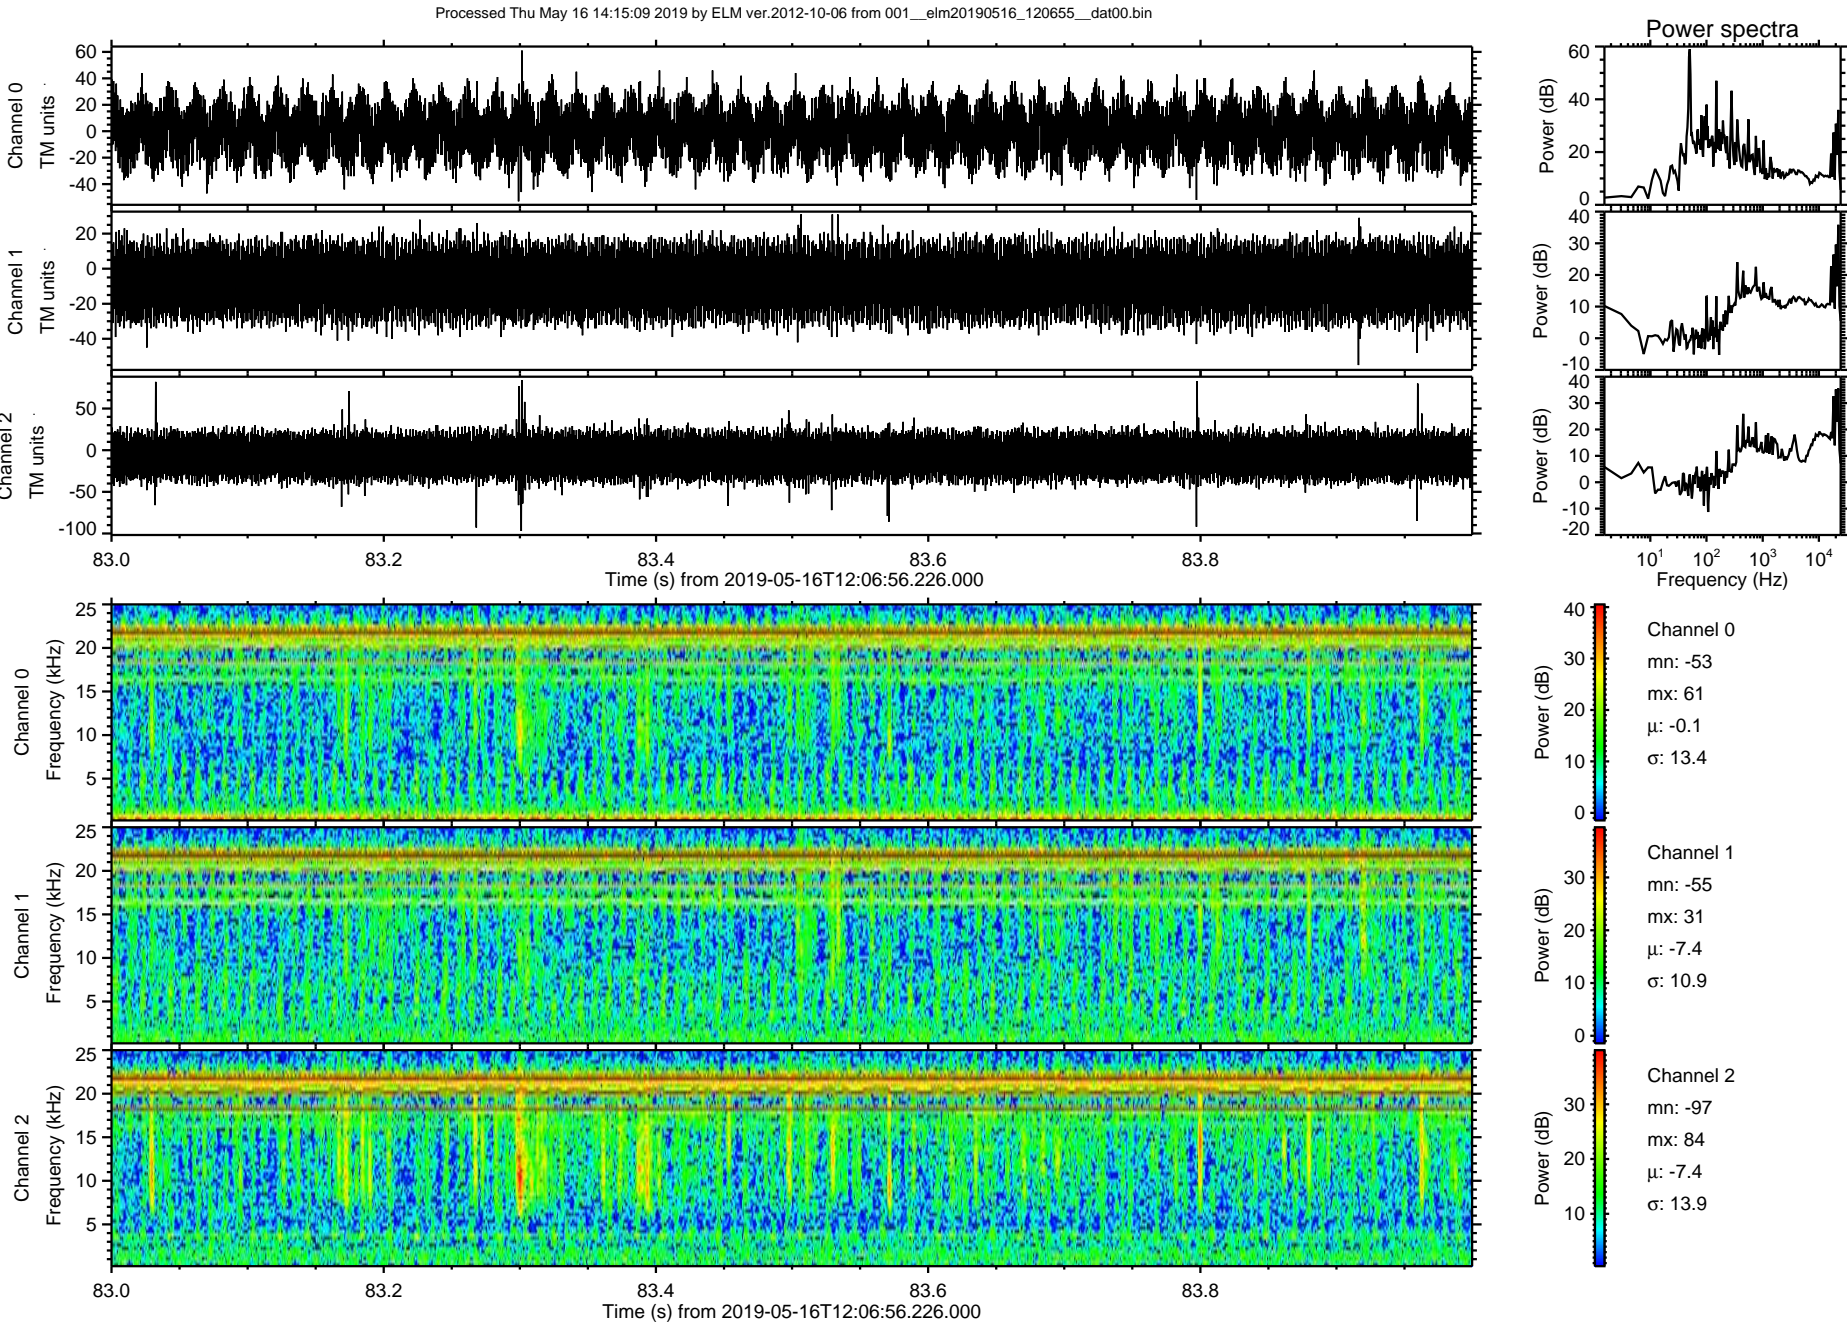 Processed Thu May 16 14:15:09 2019 by ELM ver.2012-10-06 from 001__elm20190516_120655__dat00.bin
Power spectra
Channel 0
TM units
60
40
20
0
-20
-40
Power (dB)
60
40
20
0
Channel 1
TM units
20
0
-20
-40
Power (dB)
40
30
20
10
0
-10
Channel 2
TM units
50
0
-50
-100
Power (dB)
40
30
20
10
0
-10
-20
83.0 83.2 83.4 83.6 83.8
Time (s) from 2019-05-16T12:06:56.226.000
10¹ 10² 10³ 10⁴
Frequency (Hz)
Channel 0
Frequency (kHz)
25
20
15
10
5
Power (dB)
40
30
20
10
0
Channel 0
mn: -53
mx: 61
μ: -0.1
σ: 13.4
Channel 1
Frequency (kHz)
25
20
15
10
5
Power (dB)
30
20
10
0
Channel 1
mn: -55
mx: 31
μ: -7.4
σ: 10.9
Channel 2
Frequency (kHz)
25
20
15
10
5
Power (dB)
30
20
10
Channel 2
mn: -97
mx: 84
μ: -7.4
σ: 13.9
83.0 83.2 83.4 83.6 83.8
Time (s) from 2019-05-16T12:06:56.226.000